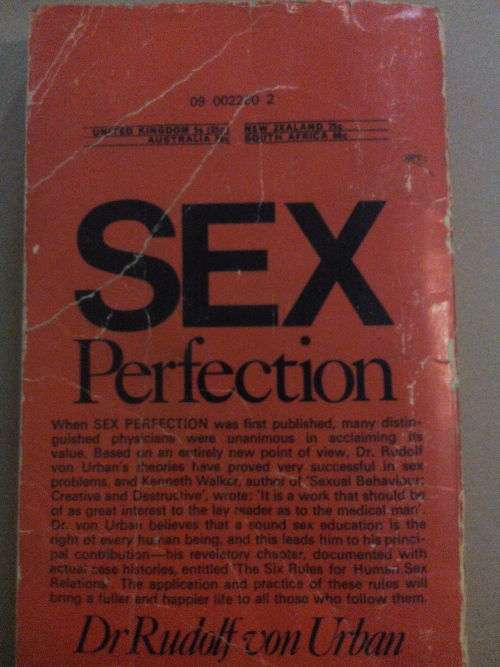 09 002200 2
UNITED KINGDOM 5s NEW ZEALAND
AUSTRALIA SOUTH AFRICA
SEX
Perfection
When SEX PERFECTION was first published, many distin-
guished physicians were unanimous in acclaiming its
value. Based on an entirely new point of view, Dr. Rudolf
von Urban's theories have proved very successful in sex
problems, and Kenneth Walker, author of 'Sexual Behaviour:
Creative and Destructive', wrote: 'It is a work that should be
of as great interest to the lay reader as to the medical man'.
Dr. von Urban believes that a sound sex education is the
right of every human being, and this leads him to his princi-
pal contribution—his revelatory chapter, documented with
actual case histories, entitled 'The Six Rules for Human Sex
Relations'. The application and practice of these rules will
bring a fuller and happier life to all those who follow them.
Dr Rudolf von Urban